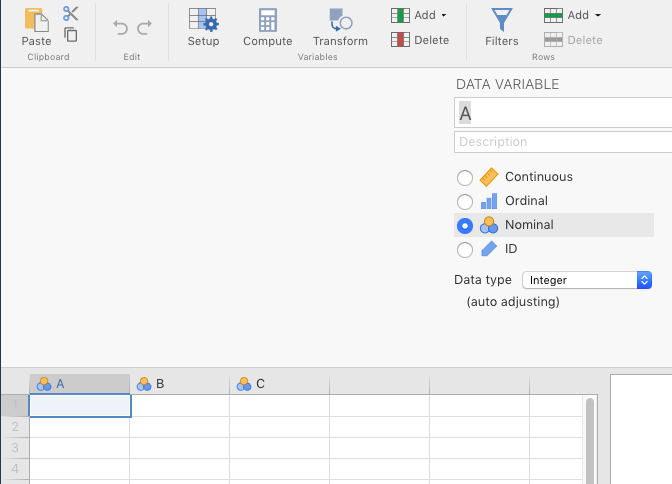 Paste
Clipboard
Edit
Setup
Compute
Transform
Add
Delete
Variables
Filters
Add
Delete
Rows
DATA VARIABLE
A
Description
Continuous
Ordinal
Nominal
ID
Data type Integer
(auto adjusting)
A B C
1
2
3
4